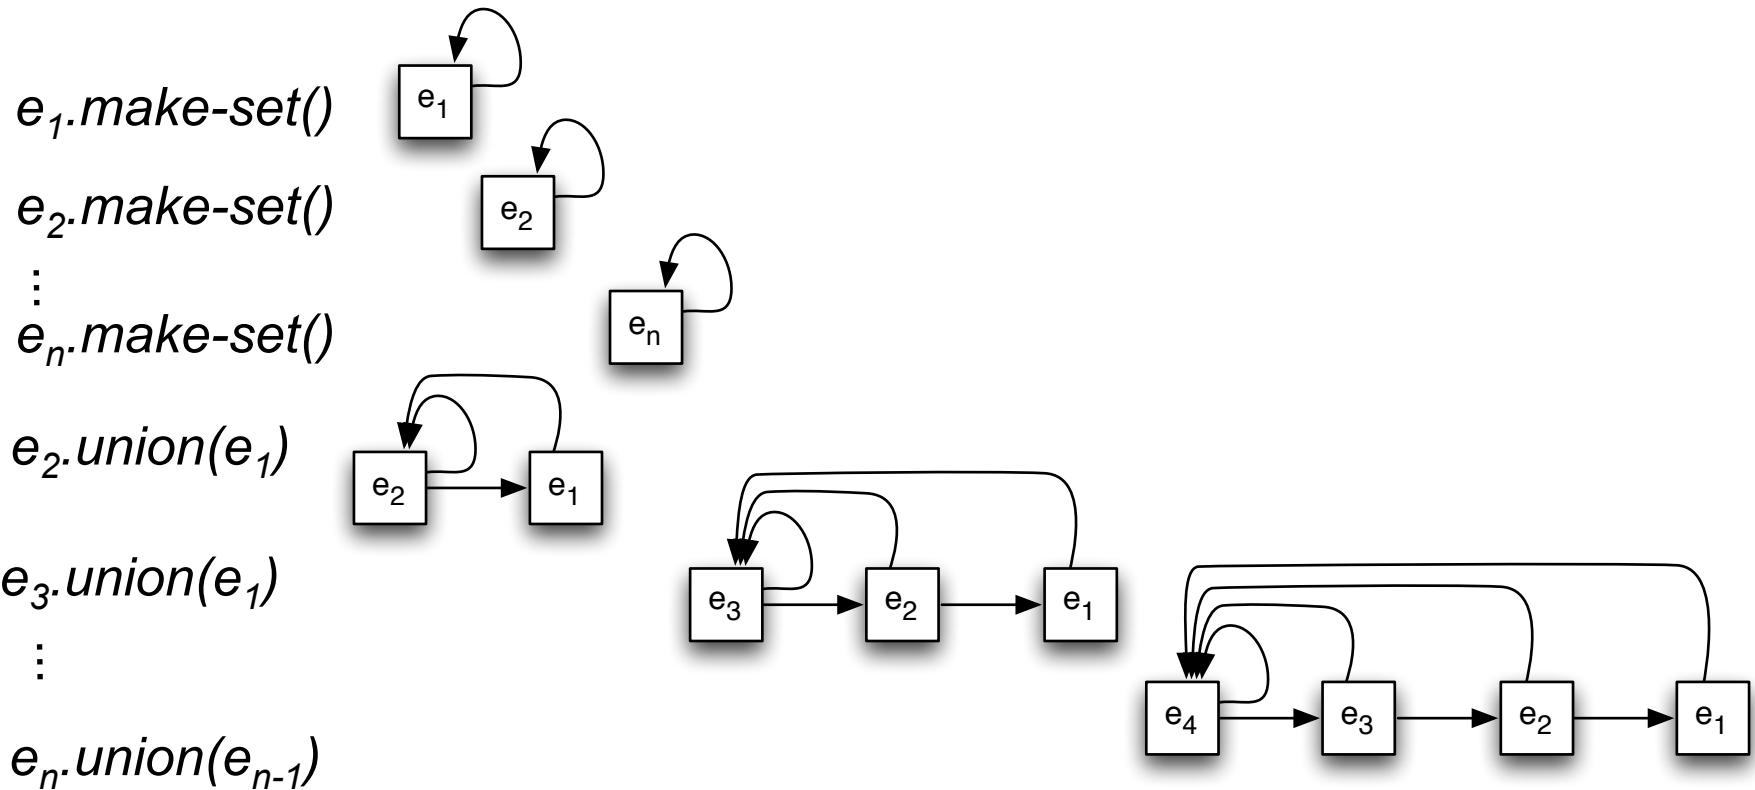 e1.make-set()
e1
e2.make-set()
e2
⋮
en.make-set()
en
e2.union(e1)
e2 e1
e3.union(e1)
e3 e2 e1
⋮
e4 e3 e2 e1
en.union(en-1)